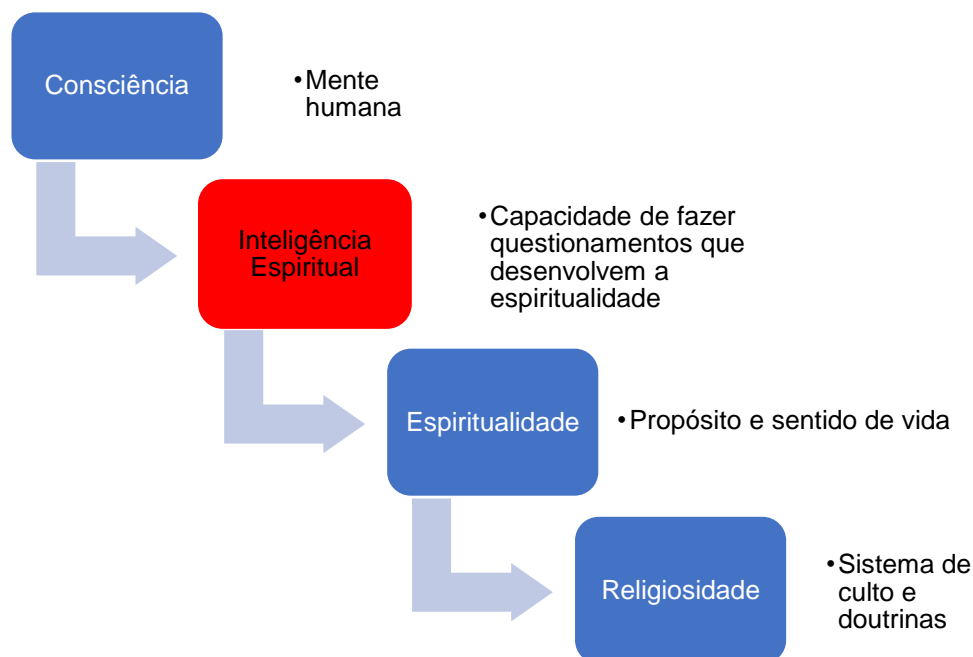 Consciência
•Mente
humana
Inteligência
Espiritual
•Capacidade de fazer
questionamentos que
desenvolvem a
espiritualidade
Espiritualidade
•Propósito e sentido de vida
Religiosidade
•Sistema de
culto e
doutrinas